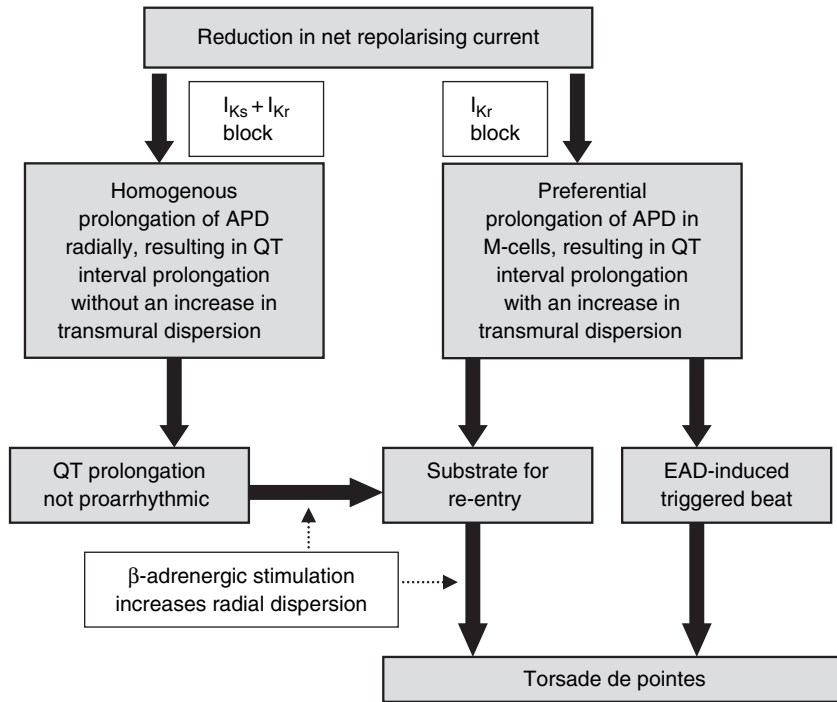 Reduction in net repolarising current
I_Ks + I_Kr
block
I_Kr
block
Homogenous
prolongation of APD
radially, resulting in QT
interval prolongation
without an increase in
transmural dispersion
Preferential
prolongation of APD in
M-cells, resulting in QT
interval prolongation
with an increase in
transmural dispersion
QT prolongation
not proarrhythmic
Substrate for
re-entry
EAD-induced
triggered beat
β-adrenergic stimulation
increases radial dispersion
Torsade de pointes